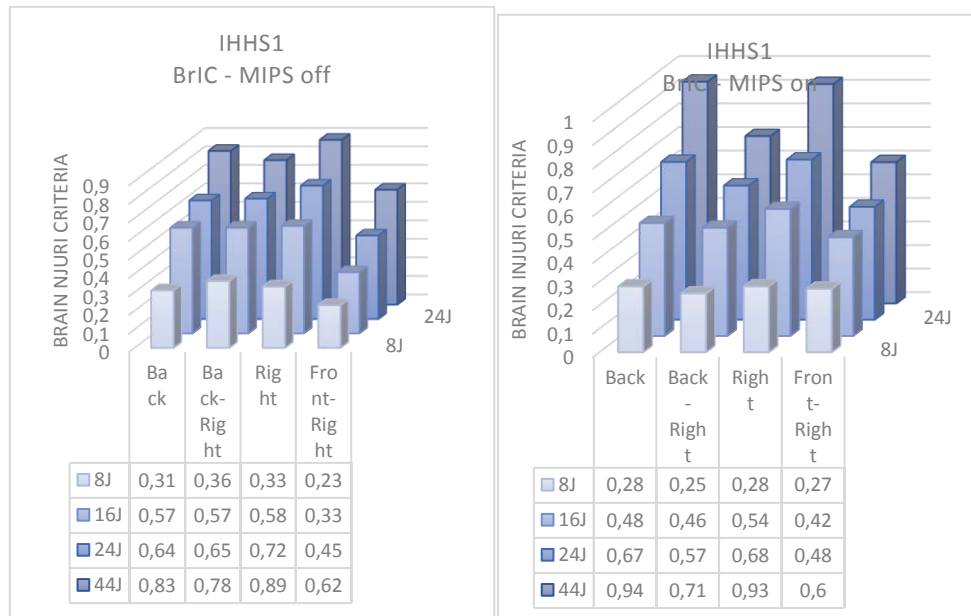 IHHS1
BrIC - MIPS off
BRAIN NJURI CRITERIA
0,9
0,8
0,7
0,6
0,5
0,4
0,3
0,2
0,1
0
24J
8J
Ba
ck
Ba
ck-
Rig
ht
Rig
ht
Fro
nt-
Rig
ht
8J 0,31 0,36 0,33 0,23
16J 0,57 0,57 0,58 0,33
24J 0,64 0,65 0,72 0,45
44J 0,83 0,78 0,89 0,62
IHHS1
BrIC - MIPS on
BRAIN INJURI CRITERIA
1
0,9
0,8
0,7
0,6
0,5
0,4
0,3
0,2
0,1
0
24J
8J
Back
Back
-
Righ
t
Righ
t
Fron
t-
Righ
t
8J 0,28 0,25 0,28 0,27
16J 0,48 0,46 0,54 0,42
24J 0,67 0,57 0,68 0,48
44J 0,94 0,71 0,93 0,6